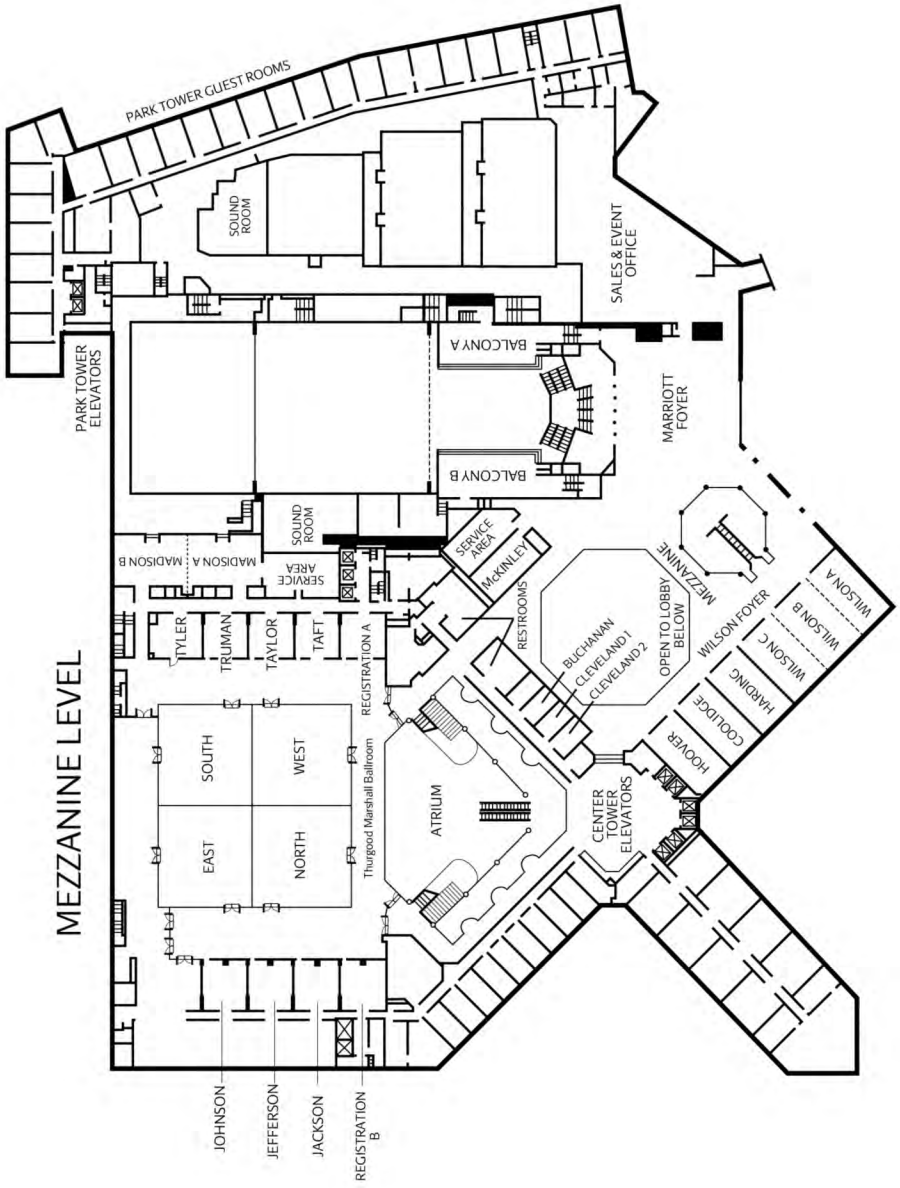 MEZZANINE LEVEL
PARK TOWER GUEST ROOMS
PARK TOWER
ELEVATORS
SOUND
ROOM
SALES & EVENT
OFFICE
BALCONY A
BALCONY B
MARRIOTT
FOYER
MADISON B
MADISON A
SOUND
ROOM
SERVICE
AREA
SERVICE
AREA
McKINLEY
MEZZANINE
TYLER
TRUMAN
TAYLOR
TAFT
REGISTRATION A
RESTROOMS
BUCHANAN
CLEVELAND 1
CLEVELAND 2
OPEN TO LOBBY
BELOW
WILSON FOYER
WILSON A
WILSON B
WILSON C
HARDING
COOLIDGE
HOOVER
SOUTH
WEST
EAST
NORTH
Thurgood Marshall Ballroom
ATRIUM
CENTER
TOWER
ELEVATORS
JOHNSON
JEFFERSON
JACKSON
REGISTRATION
B